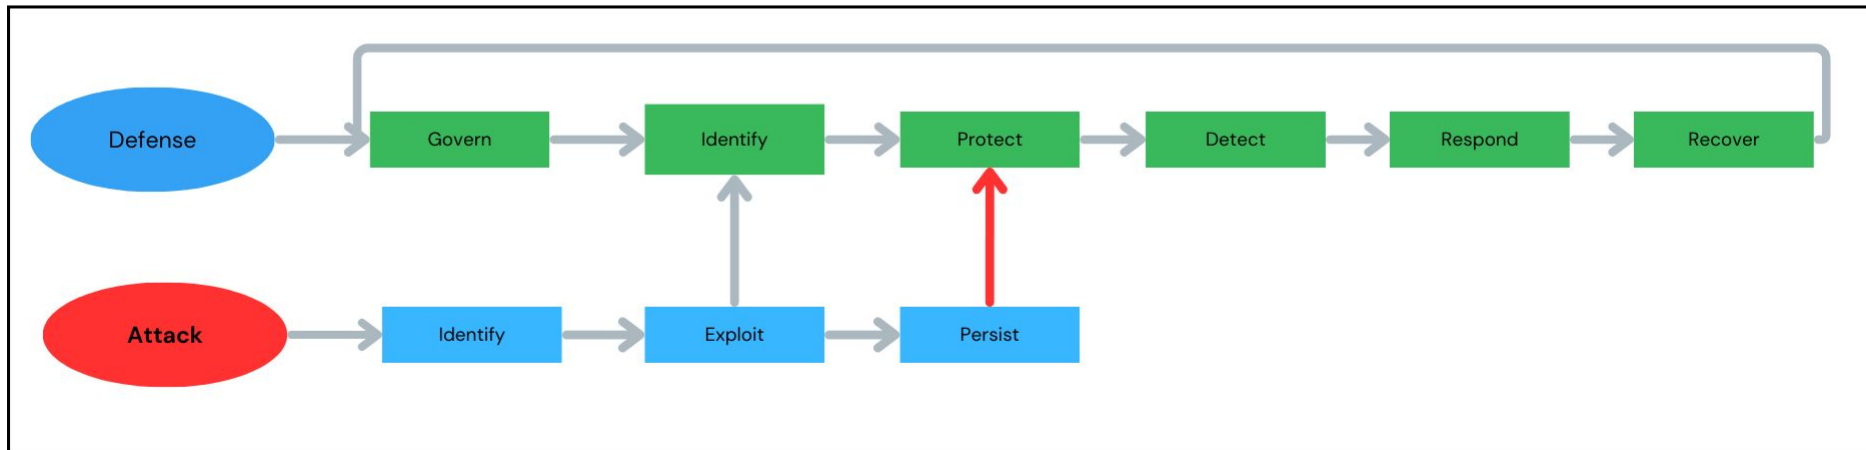 Defense
Govern
Identify
Protect
Detect
Respond
Recover
Attack
Identify
Exploit
Persist